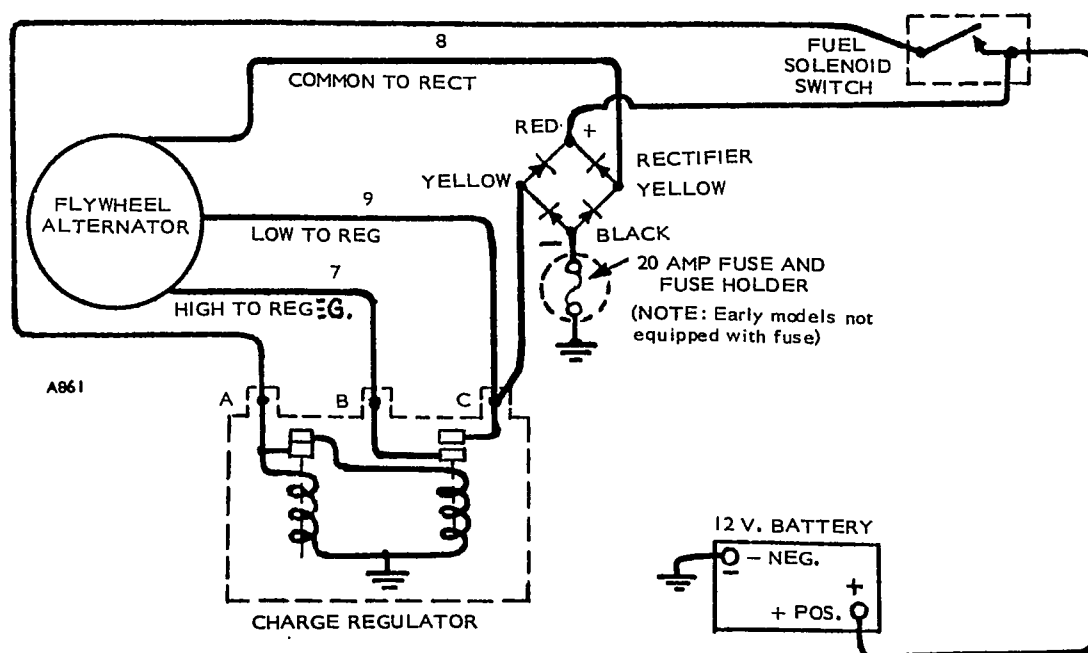 8
COMMON TO RECT
FUEL
SOLENOID
SWITCH
RED
+
RECTIFIER
YELLOW
YELLOW
FLYWHEEL
ALTERNATOR
9
LOW TO REG
BLACK
−
20 AMP FUSE AND
FUSE HOLDER
(NOTE: Early models not
equipped with fuse)
7
HIGH TO REG EG.
A861
A
B
C
12 V. BATTERY
− NEG.
−
+
+ POS.
CHARGE REGULATOR